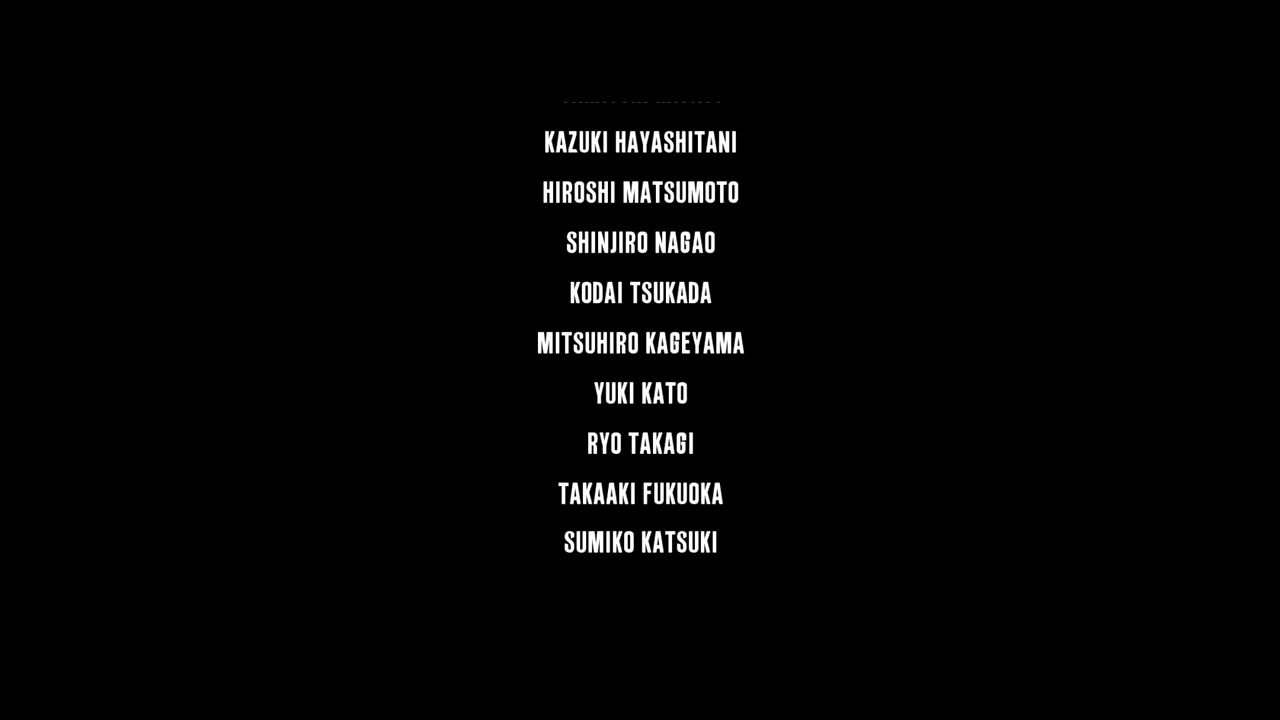 KAZUKI HAYASHITANI
HIROSHI MATSUMOTO
SHINJIRO NAGAO
KODAI TSUKADA
MITSUHIRO KAGEYAMA
YUKI KATO
RYO TAKAGI
TAKAAKI FUKUOKA
SUMIKO KATSUKI